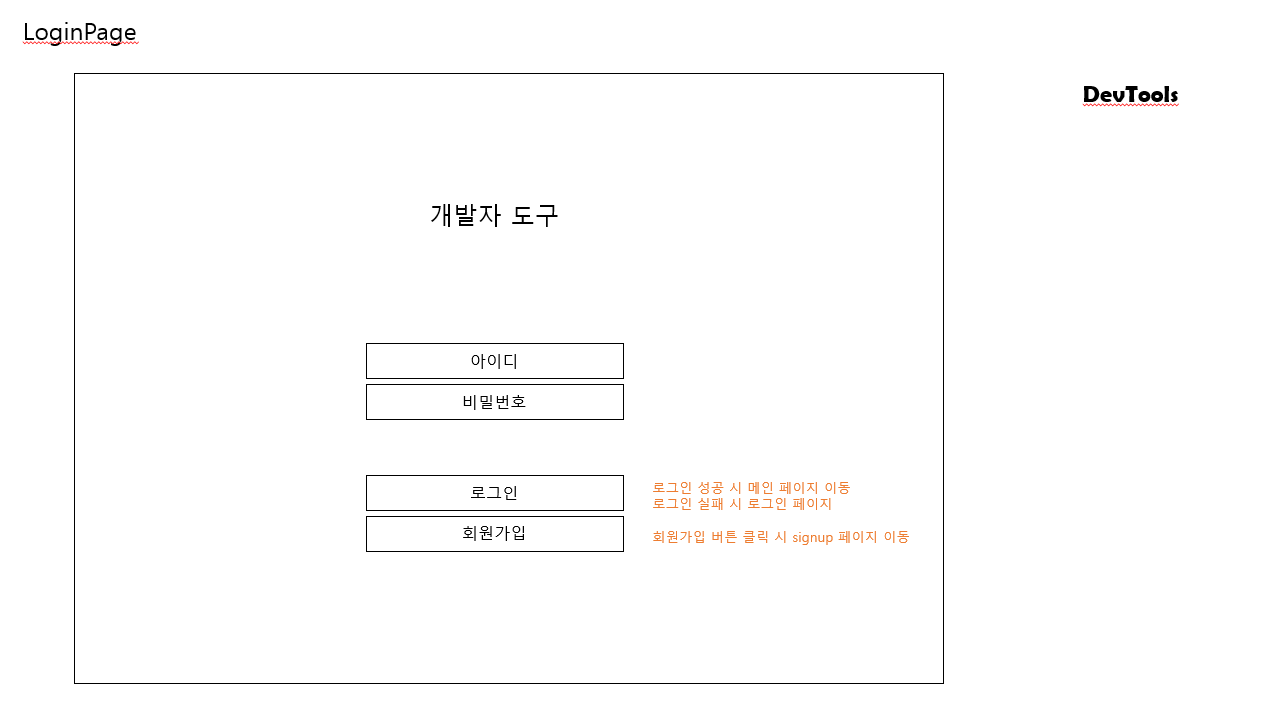 LoginPage
DevTools
개발자 도구
아이디
비밀번호
로그인
로그인 성공 시 메인 페이지 이동
로그인 실패 시 로그인 페이지
회원가입
회원가입 버튼 클릭 시 signup 페이지 이동